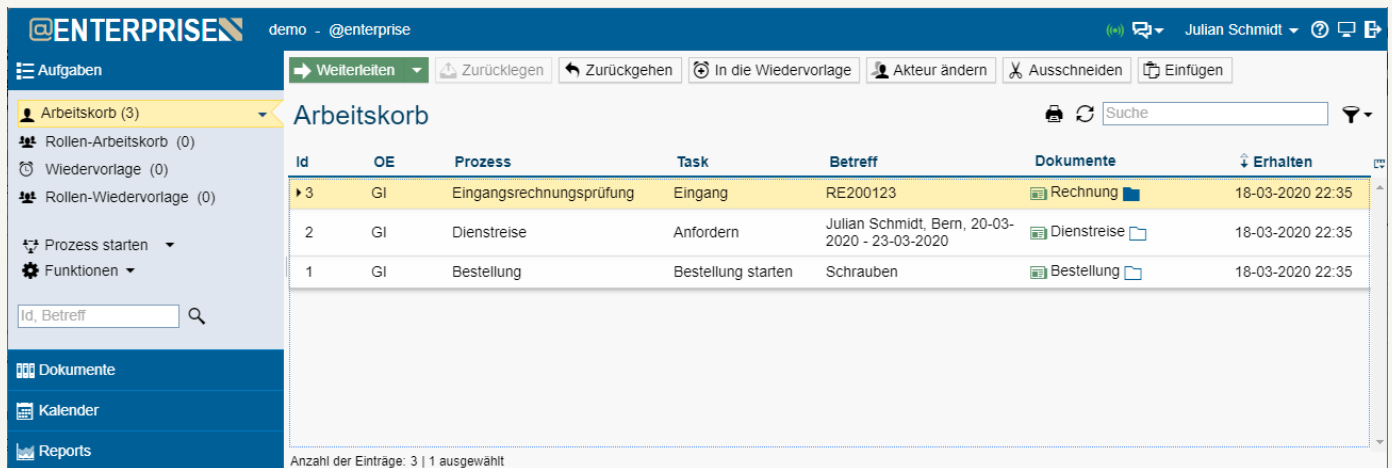 @ENTERPRISE demo - @enterprise Julian Schmidt
Aufgaben
Weiterleiten Zurücklegen Zurückgehen In die Wiedervorlage Akteur ändern Ausschneiden Einfügen
Arbeitskorb (3)
Rollen-Arbeitskorb (0)
Wiedervorlage (0)
Rollen-Wiedervorlage (0)
Prozess starten
Funktionen
Id, Betreff
Dokumente
Kalender
Reports
Arbeitskorb Suche
Id OE Prozess Task Betreff Dokumente Erhalten
3 GI Eingangsrechnungsprüfung Eingang RE200123 Rechnung 18-03-2020 22:35
2 GI Dienstreise Anfordern Julian Schmidt, Bern, 20-03- Dienstreise 18-03-2020 22:35
2020 - 23-03-2020
1 GI Bestellung Bestellung starten Schrauben Bestellung 18-03-2020 22:35
Anzahl der Einträge: 3 | 1 ausgewählt